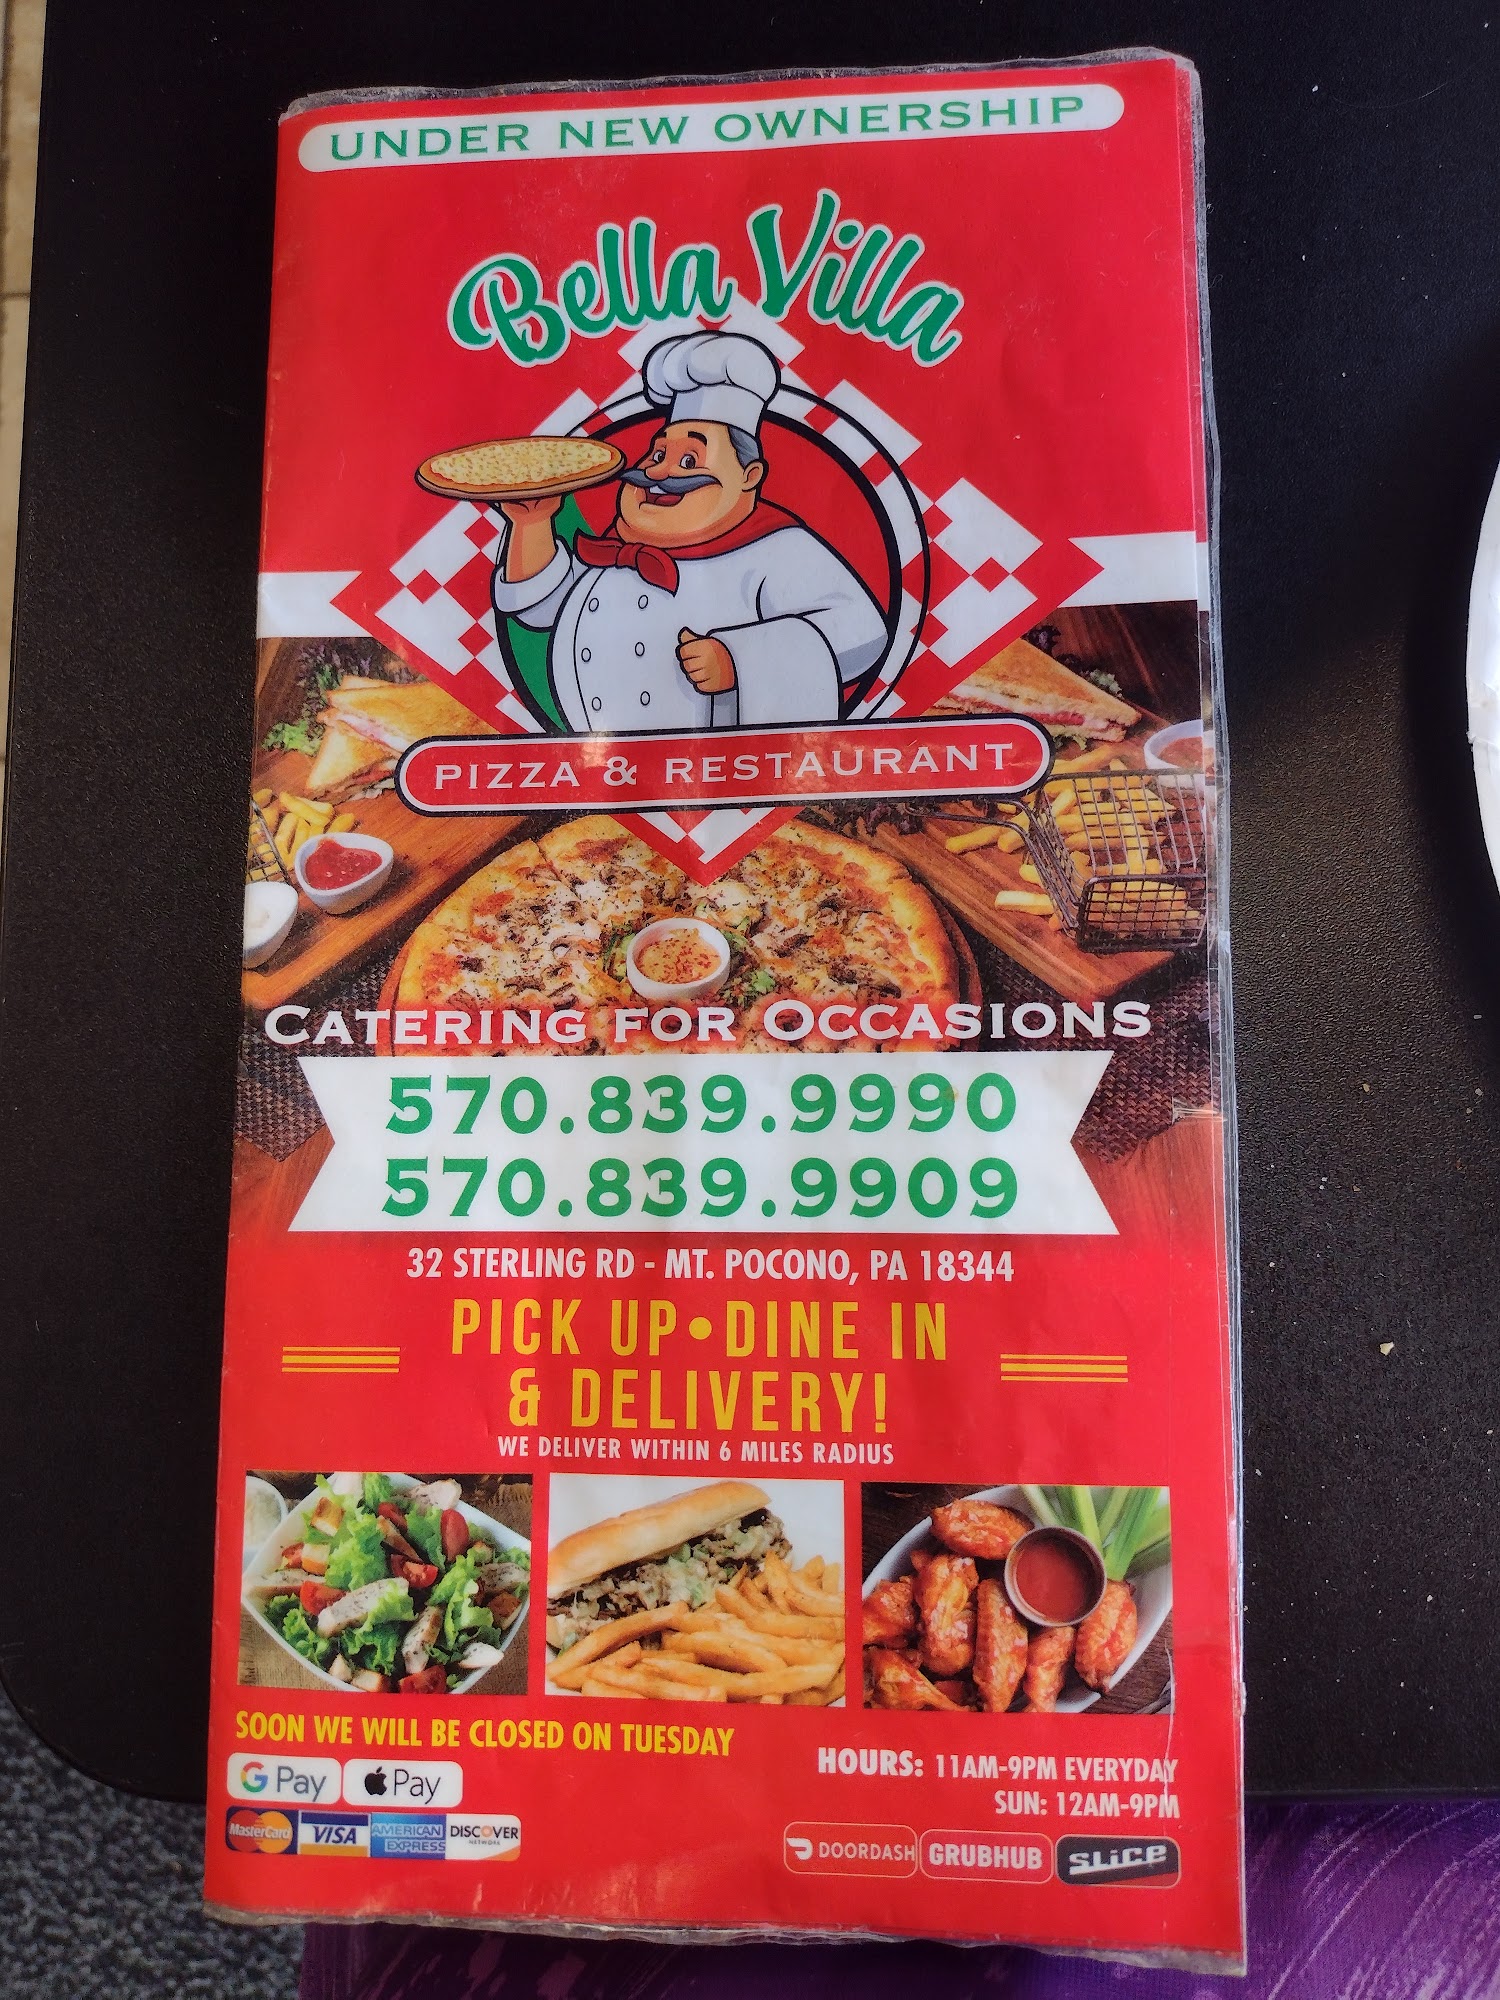 UNDER NEW OWNERSHIP
Bella Villa
PIZZA & RESTAURANT
CATERING FOR OCCASIONS
570.839.9990
570.839.9909
32 STERLING RD - MT. POCONO, PA 18344
PICK UP • DINE IN
& DELIVERY!
WE DELIVER WITHIN 6 MILES RADIUS
SOON WE WILL BE CLOSED ON TUESDAY
G Pay Pay
MasterCard VISA AMERICAN EXPRESS DISCOVER NETWORK
HOURS: 11AM-9PM EVERYDAY
SUN: 12AM-9PM
DOORDASH GRUBHUB SLICE